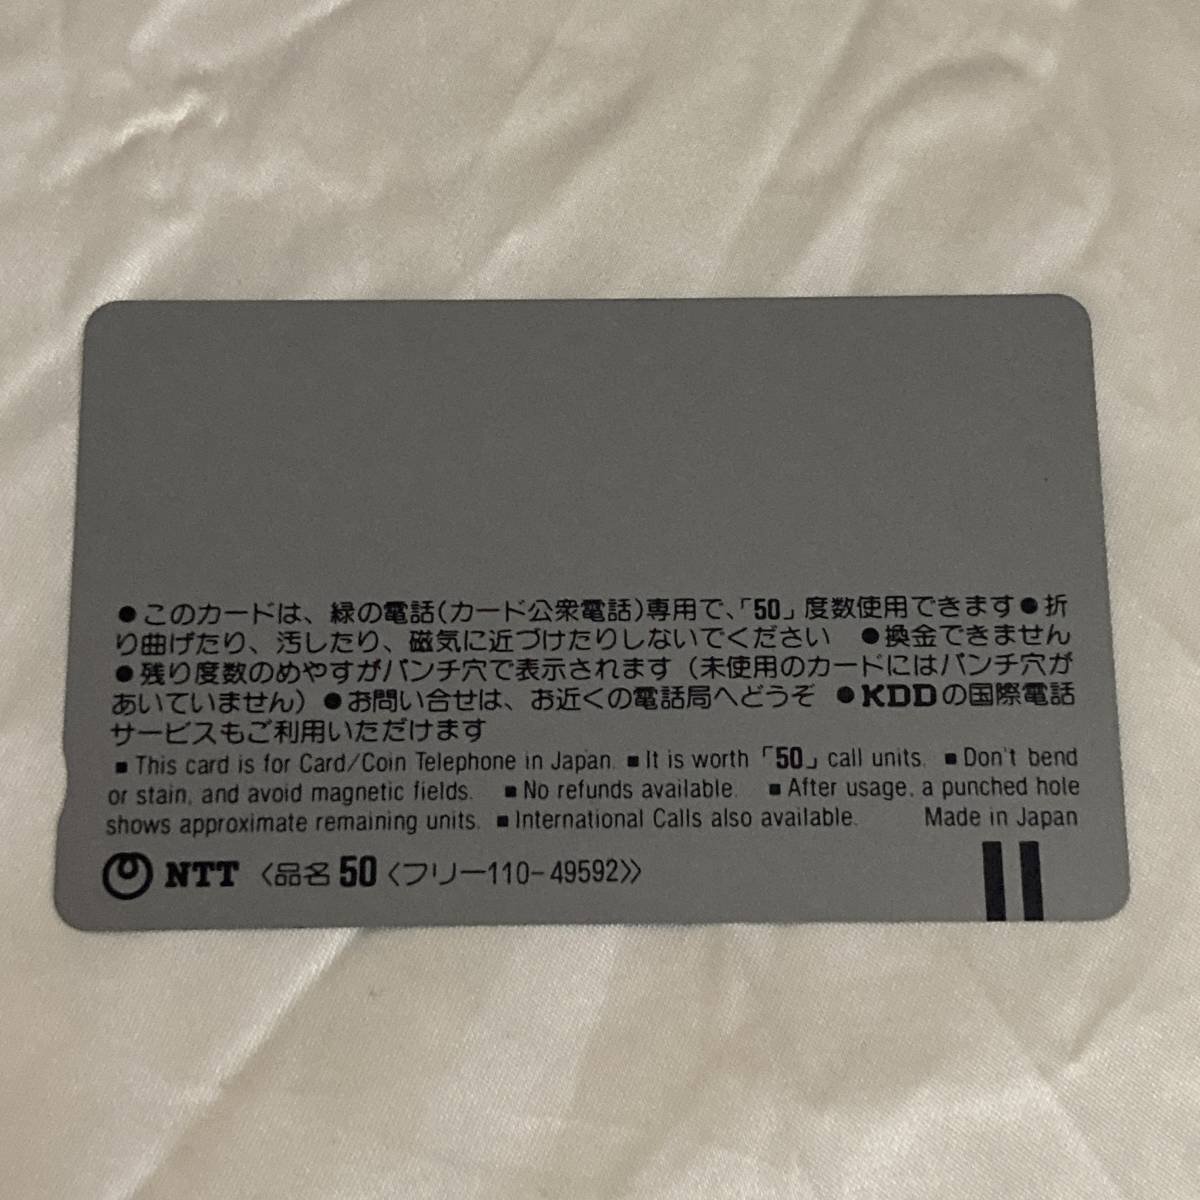 ●このカードは、緑の電話(カード公衆電話)専用で、「50」度数使用できます●折
り曲げたり、汚したり、磁気に近づけたりしないでください ●換金できません
●残り度数のめやすがパンチ穴で表示されます(未使用のカードにはパンチ穴が
あいていません)●お問い合せは、お近くの電話局へどうぞ ●KDDの国際電話
サービスもご利用いただけます
■This card is for Card/Coin Telephone in Japan. ■It is worth「50」call units. ■Don't bend
or stain, and avoid magnetic fields. ■No refunds available. ■After usage, a punched hole
shows approximate remaining units. ■International Calls also available. Made in Japan
NTT〈品名50〈フリー110-49592〉〉